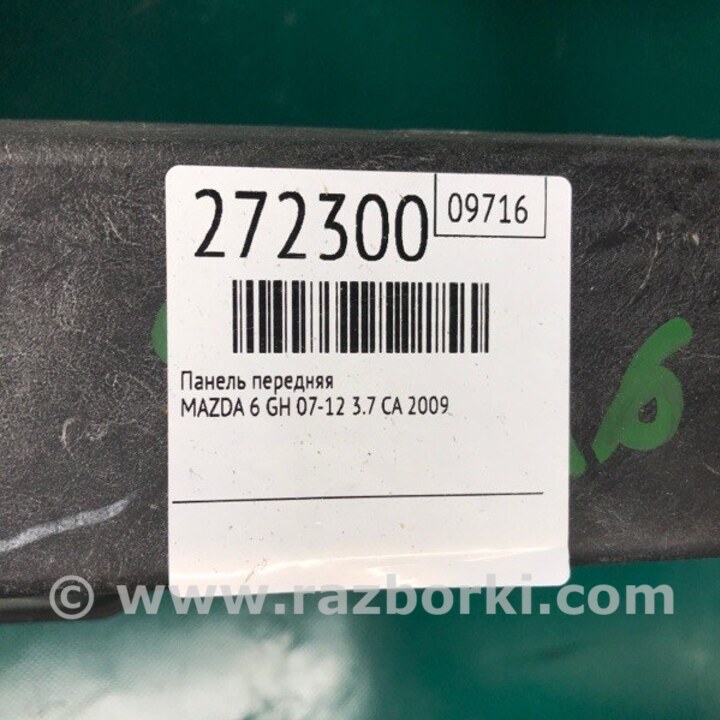 272300
09716
Панель передняя
MAZDA 6 GH 07-12 3.7 CA 2009
© www.razborki.com